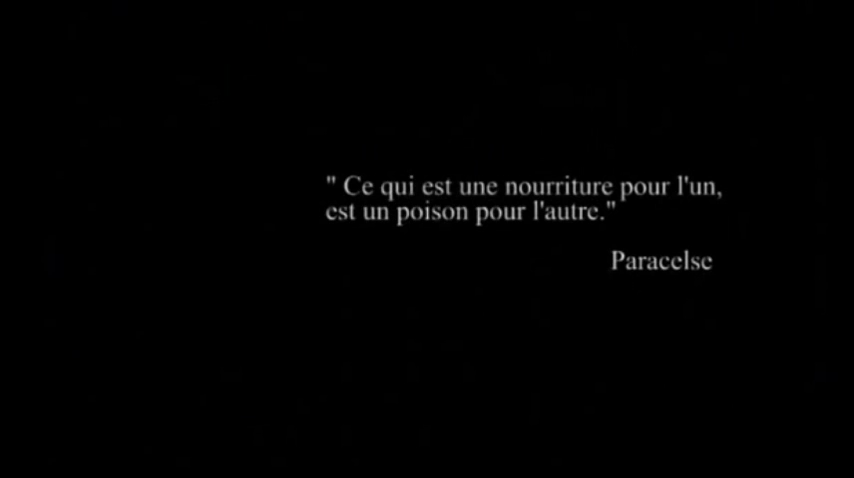 " Ce qui est une nourriture pour l'un,
est un poison pour l'autre."
Paracelse